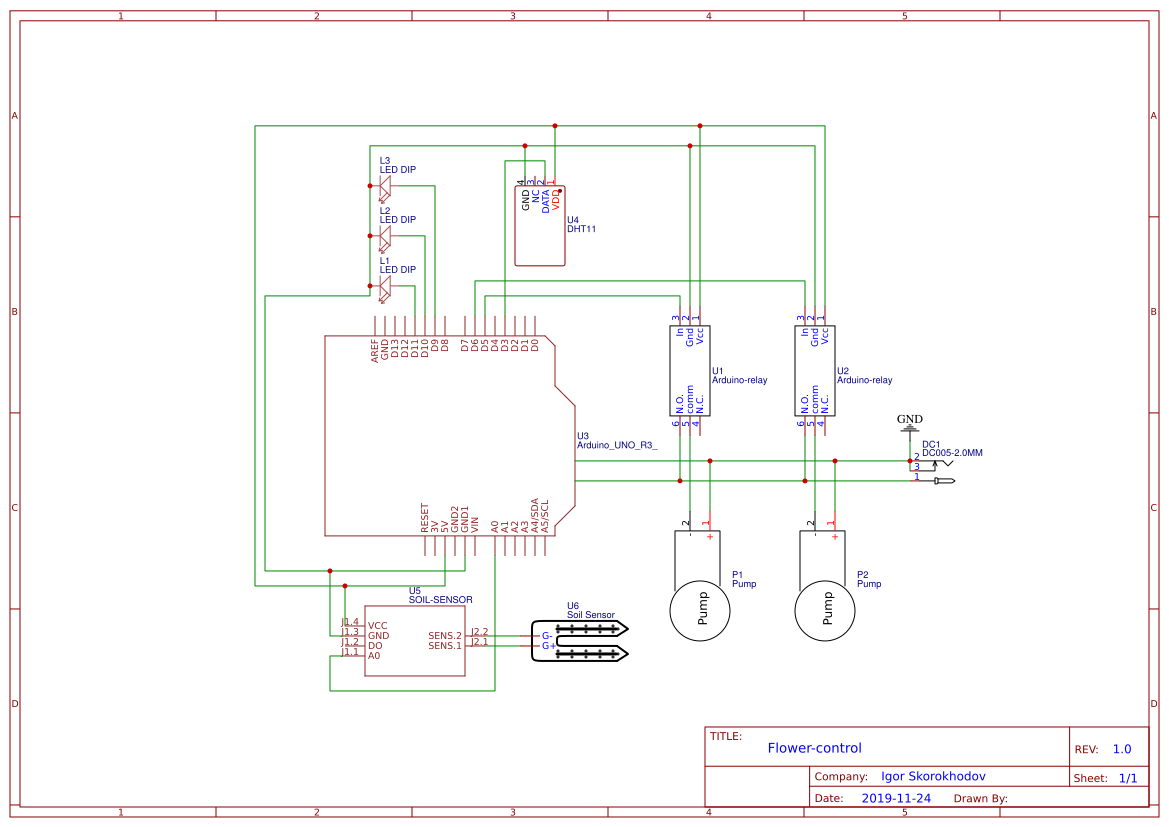 1 2 3 4 5
A A
B B
C C
D D
1 2 3 4 5
L3
LED DIP
L2
LED DIP
L1
LED DIP
4 3 2 1
GND NC DATA VDD
U4
DHT11
AREF GND D13 D12 D11 D10 D9 D8 D7 D6 D5 D4 D3 D2 D1 D0
U3
Arduino_UNO_R3_
RESET 3V 5V GND2 GND1 VIN A0 A1 A2 A3 A4/SDA A5/SCL
3 2 1
In Gnd Vcc
U1
Arduino-relay
N.O. comm N.C.
6 5 4
3 2 1
In Gnd Vcc
U2
Arduino-relay
N.O. comm N.C.
6 5 4
GND
DC1
DC005-2.0MM
2
3
1
2 1
- +
P1
Pump
Pump
2 1
- +
P2
Pump
Pump
U5
SOIL-SENSOR
J1.4 VCC
J1.3 GND
J1.2 DO
J1.1 A0
SENS.2 J2.2
SENS.1 J2.1
U6
Soil Sensor
G-
G+
TITLE:
Flower-control
REV: 1.0
Company: Igor Skorokhodov
Sheet: 1/1
Date: 2019-11-24 Drawn By: